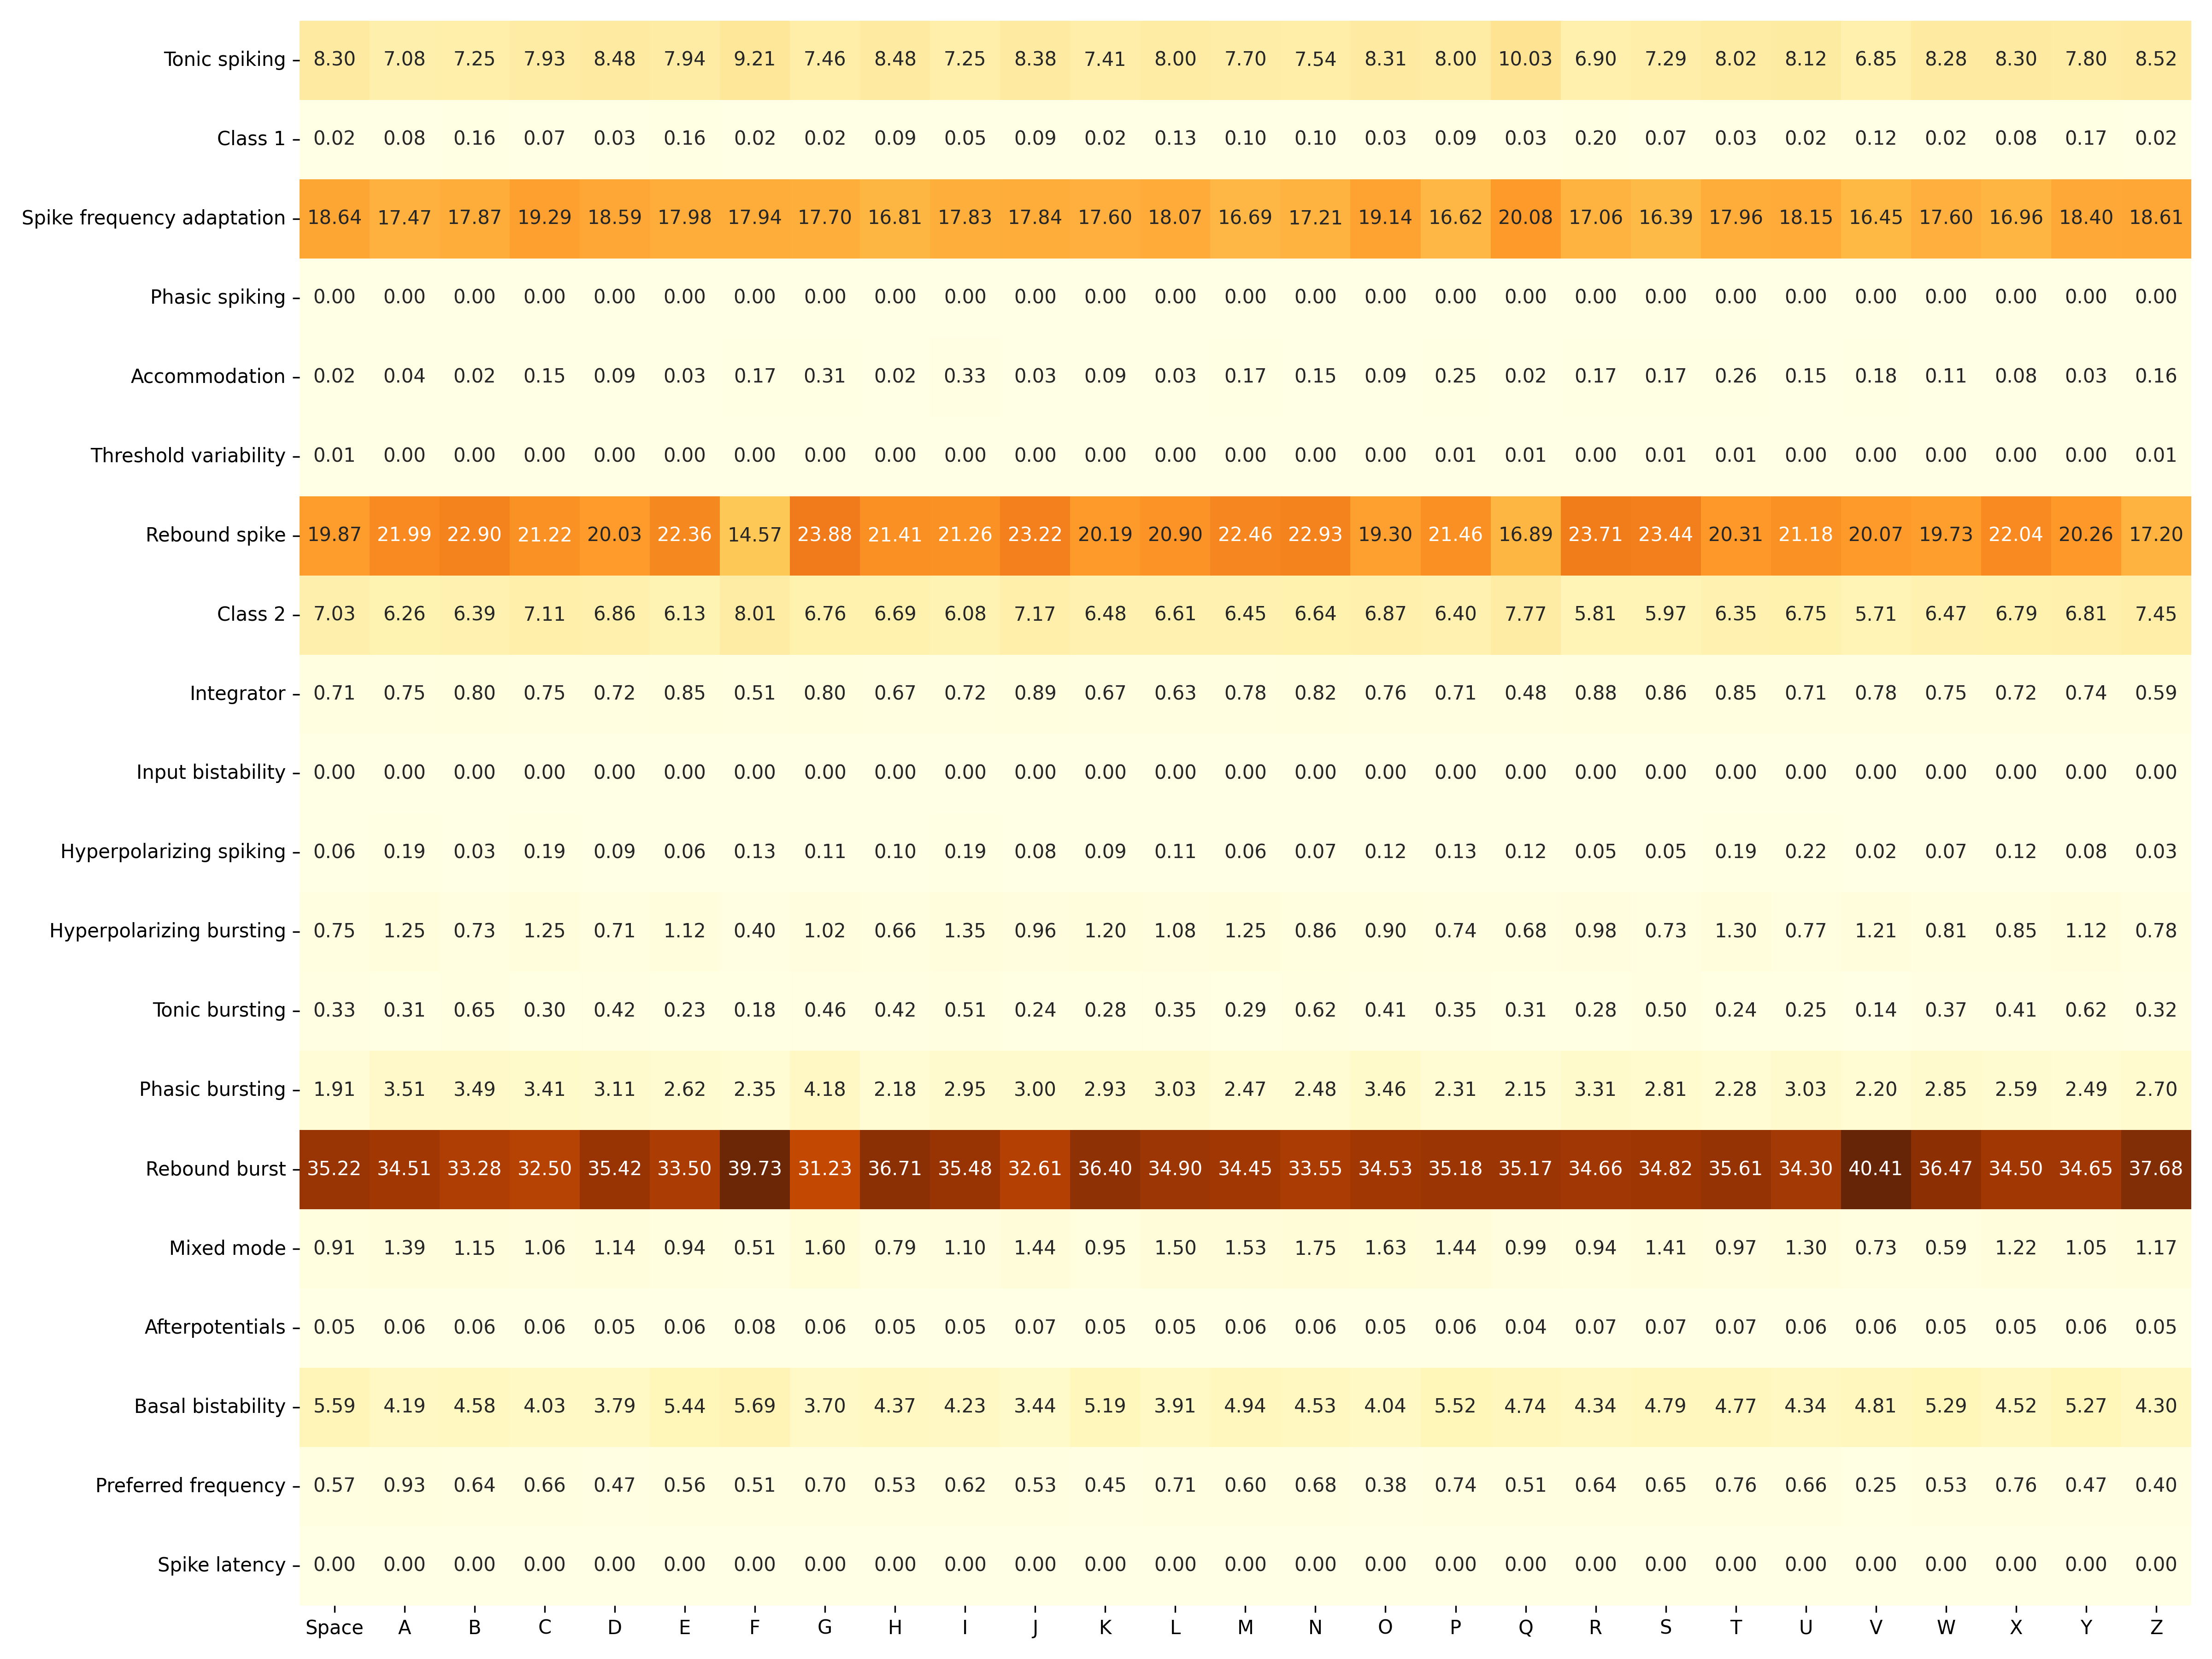 Tonic spiking 8.30 7.08 7.25 7.93 8.48 7.94 9.21 7.46 8.48 7.25 8.38 7.41 8.00 7.70 7.54 8.31 8.00 10.03 6.90 7.29 8.02 8.12 6.85 8.28 8.30 7.80 8.52
Class 1 0.02 0.08 0.16 0.07 0.03 0.16 0.02 0.02 0.09 0.05 0.09 0.02 0.13 0.10 0.10 0.03 0.09 0.03 0.20 0.07 0.03 0.02 0.12 0.02 0.08 0.17 0.02
Spike frequency adaptation 18.64 17.47 17.87 19.29 18.59 17.98 17.94 17.70 16.81 17.83 17.84 17.60 18.07 16.69 17.21 19.14 16.62 20.08 17.06 16.39 17.96 18.15 16.45 17.60 16.96 18.40 18.61
Phasic spiking 0.00 0.00 0.00 0.00 0.00 0.00 0.00 0.00 0.00 0.00 0.00 0.00 0.00 0.00 0.00 0.00 0.00 0.00 0.00 0.00 0.00 0.00 0.00 0.00 0.00 0.00 0.00
Accommodation 0.02 0.04 0.02 0.15 0.09 0.03 0.17 0.31 0.02 0.33 0.03 0.09 0.03 0.17 0.15 0.09 0.25 0.02 0.17 0.17 0.26 0.15 0.18 0.11 0.08 0.03 0.16
Threshold variability 0.01 0.00 0.00 0.00 0.00 0.00 0.00 0.00 0.00 0.00 0.00 0.00 0.00 0.00 0.00 0.00 0.01 0.01 0.00 0.01 0.01 0.00 0.00 0.00 0.00 0.00 0.01
Rebound spike 19.87 21.99 22.90 21.22 20.03 22.36 14.57 23.88 21.41 21.26 23.22 20.19 20.90 22.46 22.93 19.30 21.46 16.89 23.71 23.44 20.31 21.18 20.07 19.73 22.04 20.26 17.20
Class 2 7.03 6.26 6.39 7.11 6.86 6.13 8.01 6.76 6.69 6.08 7.17 6.48 6.61 6.45 6.64 6.87 6.40 7.77 5.81 5.97 6.35 6.75 5.71 6.47 6.79 6.81 7.45
Integrator 0.71 0.75 0.80 0.75 0.72 0.85 0.51 0.80 0.67 0.72 0.89 0.67 0.63 0.78 0.82 0.76 0.71 0.48 0.88 0.86 0.85 0.71 0.78 0.75 0.72 0.74 0.59
Input bistability 0.00 0.00 0.00 0.00 0.00 0.00 0.00 0.00 0.00 0.00 0.00 0.00 0.00 0.00 0.00 0.00 0.00 0.00 0.00 0.00 0.00 0.00 0.00 0.00 0.00 0.00 0.00
Hyperpolarizing spiking 0.06 0.19 0.03 0.19 0.09 0.06 0.13 0.11 0.10 0.19 0.08 0.09 0.11 0.06 0.07 0.12 0.13 0.12 0.05 0.05 0.19 0.22 0.02 0.07 0.12 0.08 0.03
Hyperpolarizing bursting 0.75 1.25 0.73 1.25 0.71 1.12 0.40 1.02 0.66 1.35 0.96 1.20 1.08 1.25 0.86 0.90 0.74 0.68 0.98 0.73 1.30 0.77 1.21 0.81 0.85 1.12 0.78
Tonic bursting 0.33 0.31 0.65 0.30 0.42 0.23 0.18 0.46 0.42 0.51 0.24 0.28 0.35 0.29 0.62 0.41 0.35 0.31 0.28 0.50 0.24 0.25 0.14 0.37 0.41 0.62 0.32
Phasic bursting 1.91 3.51 3.49 3.41 3.11 2.62 2.35 4.18 2.18 2.95 3.00 2.93 3.03 2.47 2.48 3.46 2.31 2.15 3.31 2.81 2.28 3.03 2.20 2.85 2.59 2.49 2.70
Rebound burst 35.22 34.51 33.28 32.50 35.42 33.50 39.73 31.23 36.71 35.48 32.61 36.40 34.90 34.45 33.55 34.53 35.18 35.17 34.66 34.82 35.61 34.30 40.41 36.47 34.50 34.65 37.68
Mixed mode 0.91 1.39 1.15 1.06 1.14 0.94 0.51 1.60 0.79 1.10 1.44 0.95 1.50 1.53 1.75 1.63 1.44 0.99 0.94 1.41 0.97 1.30 0.73 0.59 1.22 1.05 1.17
Afterpotentials 0.05 0.06 0.06 0.06 0.05 0.06 0.08 0.06 0.05 0.05 0.07 0.05 0.05 0.06 0.06 0.05 0.06 0.04 0.07 0.07 0.07 0.06 0.06 0.05 0.05 0.06 0.05
Basal bistability 5.59 4.19 4.58 4.03 3.79 5.44 5.69 3.70 4.37 4.23 3.44 5.19 3.91 4.94 4.53 4.04 5.52 4.74 4.34 4.79 4.77 4.34 4.81 5.29 4.52 5.27 4.30
Preferred frequency 0.57 0.93 0.64 0.66 0.47 0.56 0.51 0.70 0.53 0.62 0.53 0.45 0.71 0.60 0.68 0.38 0.74 0.51 0.64 0.65 0.76 0.66 0.25 0.53 0.76 0.47 0.40
Spike latency 0.00 0.00 0.00 0.00 0.00 0.00 0.00 0.00 0.00 0.00 0.00 0.00 0.00 0.00 0.00 0.00 0.00 0.00 0.00 0.00 0.00 0.00 0.00 0.00 0.00 0.00 0.00
Space A B C D E F G H I J K L M N O P Q R S T U V W X Y Z